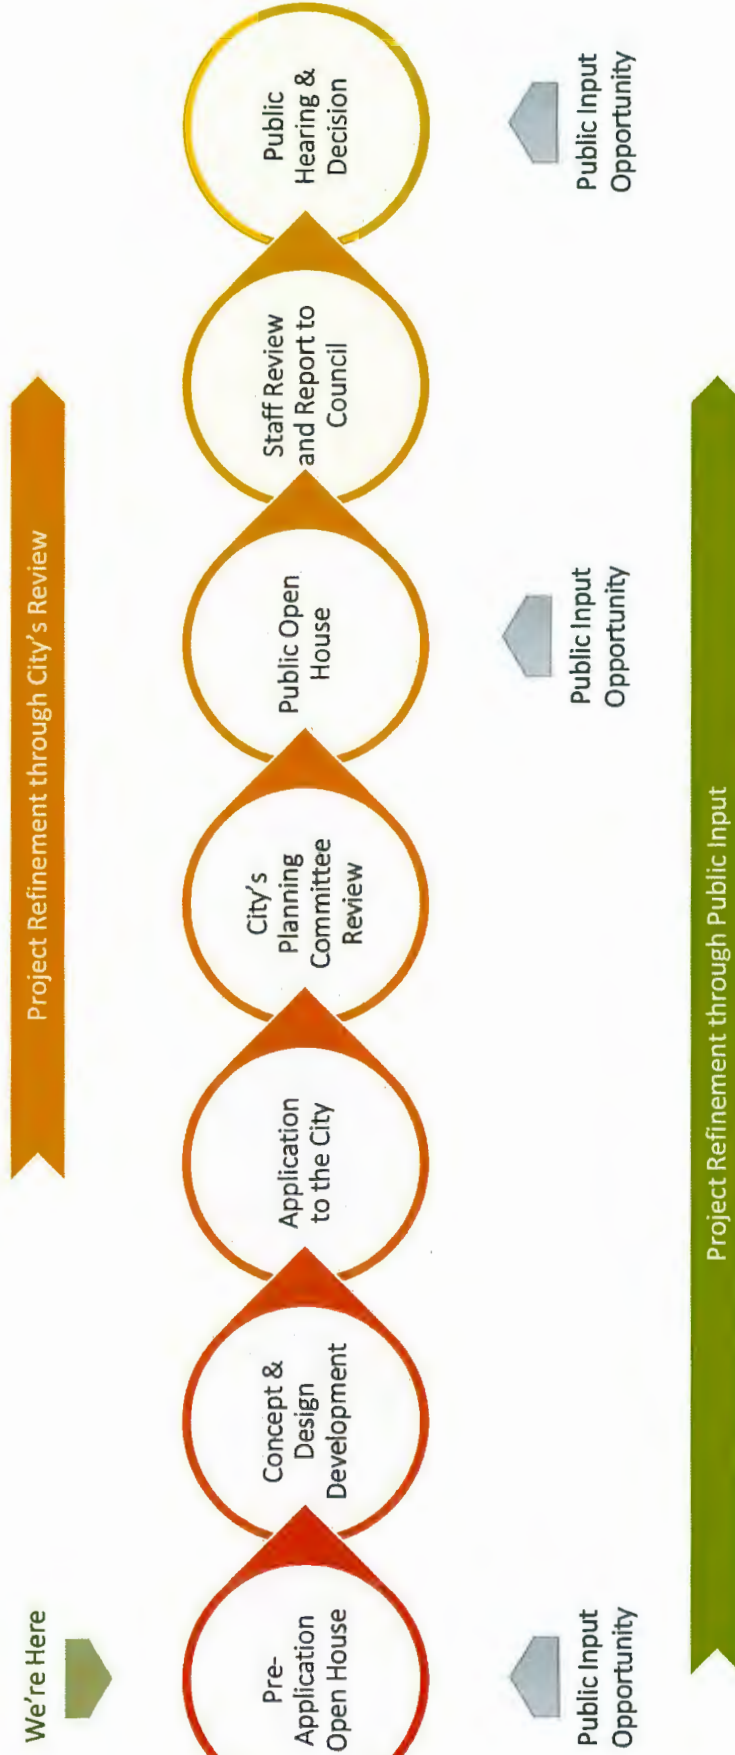 We're Here
Project Refinement through City's Review
Pre-
Application
Open House
Concept &
Design
Development
Application
to the City
City's
Planning
Committee
Review
Public Open
House
Staff Review
and Report to
Council
Public
Hearing &
Decision
Public Input
Opportunity
Public Input
Opportunity
Public Input
Opportunity
Project Refinement through Public Input